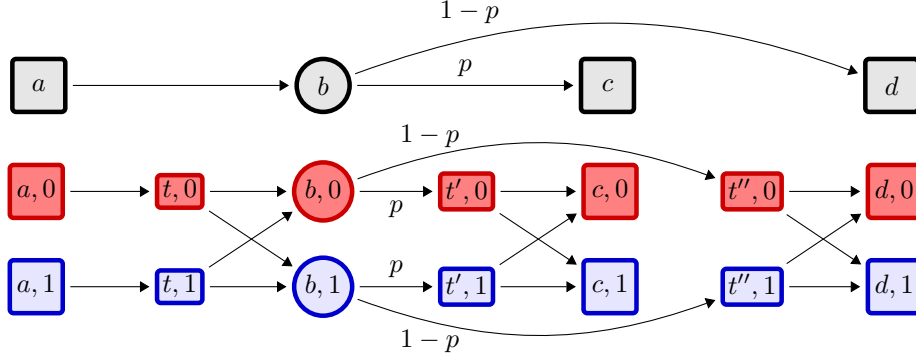 1 − p
a b p c d
1 − p
a, 0 t, 0 b, 0 p t′, 0 c, 0 t′′, 0 d, 0
a, 1 t, 1 b, 1 p t′, 1 c, 1 t′′, 1 d, 1
1 − p